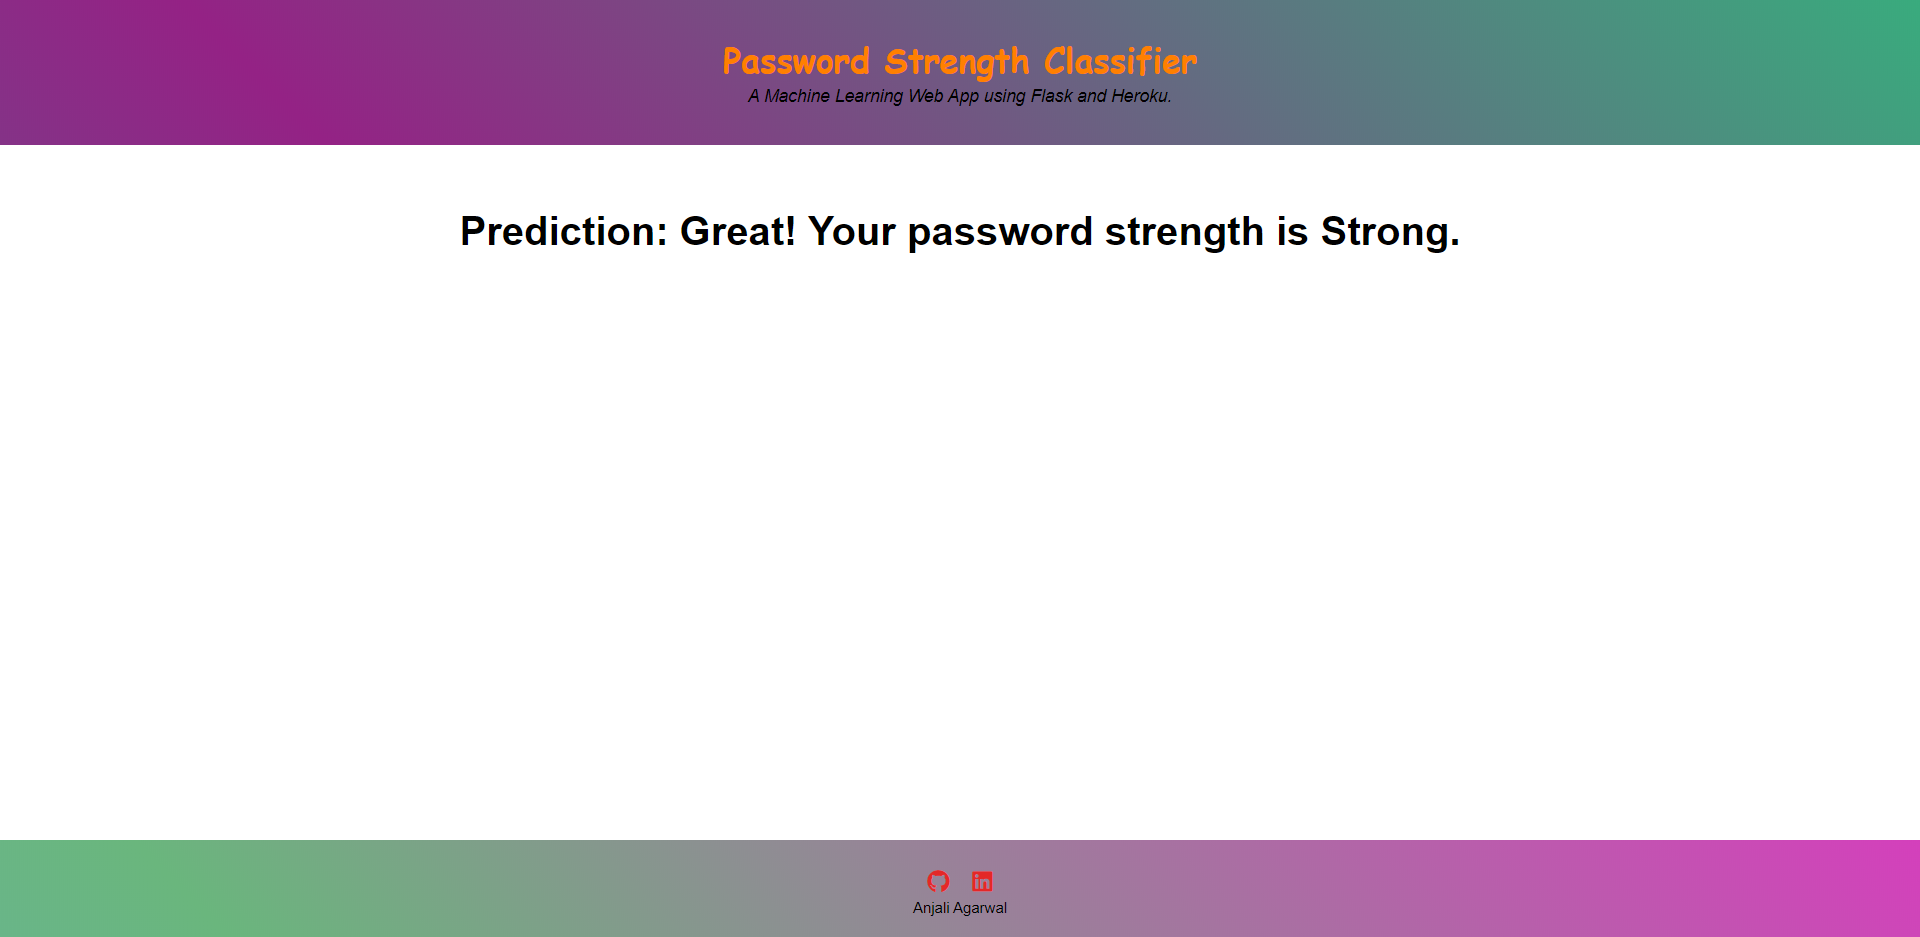 Password Strength Classifier
A Machine Learning Web App using Flask and Heroku.
Prediction: Great! Your password strength is Strong.
Anjali Agarwal